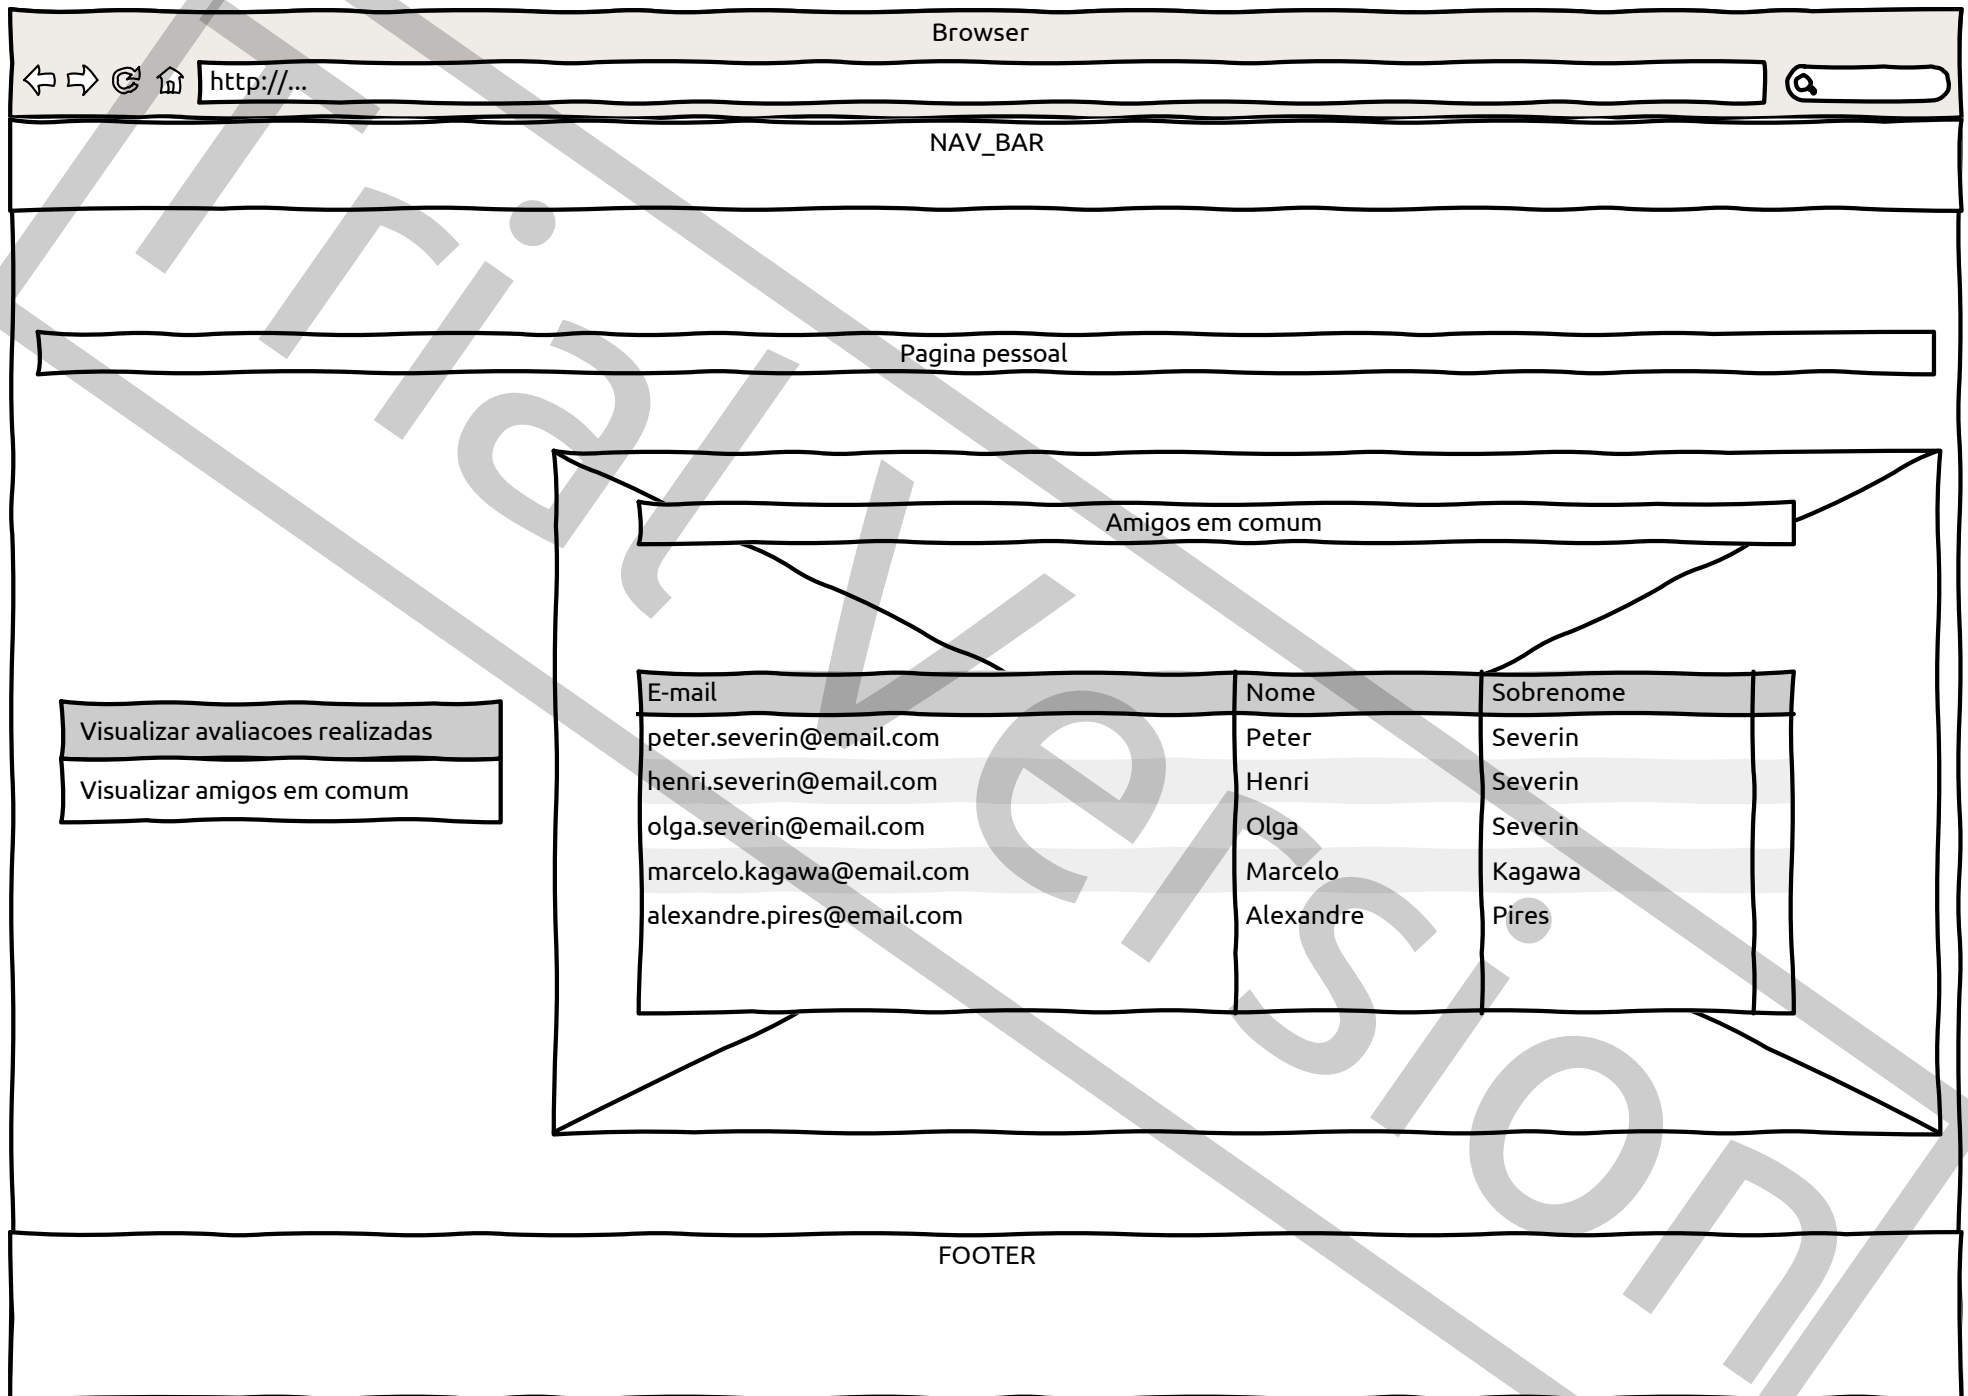 Browser
http://...
NAV_BAR
Pagina pessoal
Amigos em comum
Visualizar avaliacoes realizadas
Visualizar amigos em comum
E-mail Nome Sobrenome
peter.severin@email.com Peter Severin
henri.severin@email.com Henri Severin
olga.severin@email.com Olga Severin
marcelo.kagawa@email.com Marcelo Kagawa
alexandre.pires@email.com Alexandre Pires
FOOTER
Trial Version